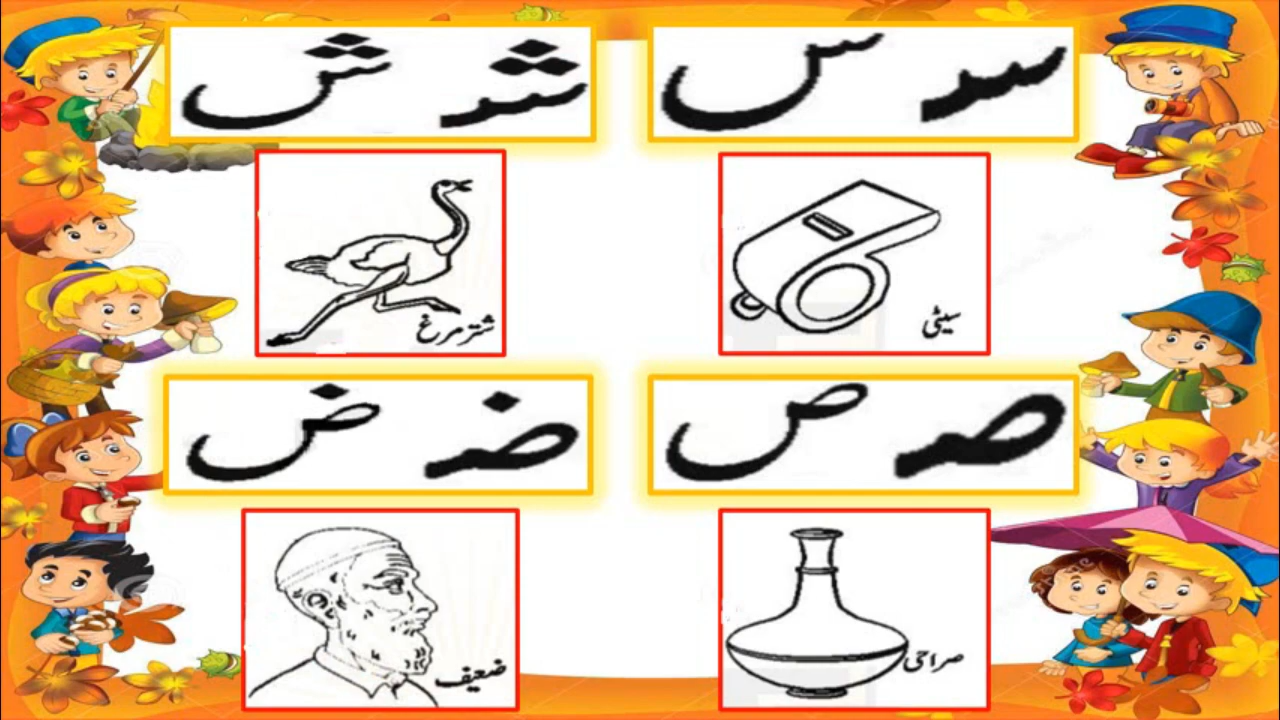 سـ س
شـ ش
سیٹی
شتر مرغ
صـ ص
ضـ ض
صراحی
ضعیف